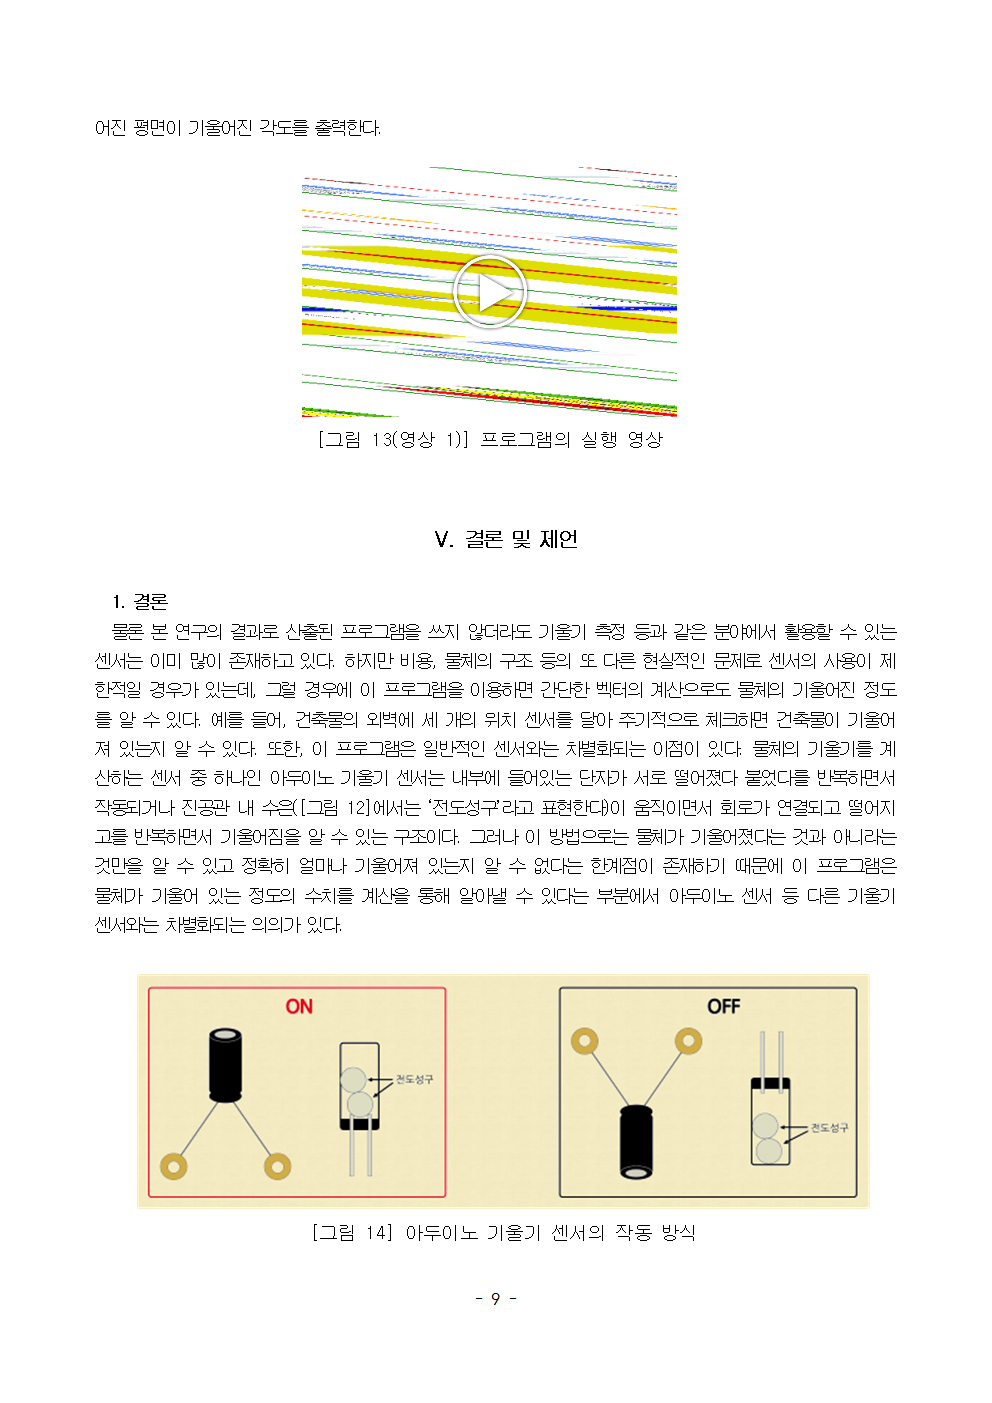 어진 평면이 기울어진 각도를 출력한다.
[그림 13(영상 1)] 프로그램의 실행 영상
V. 결론 및 제언
1. 결론
물론 본 연구의 결과로 산출된 프로그램을 쓰지 않더라도 기울기 측정 등과 같은 분야에서 활용할 수 있는
센서는 이미 많이 존재하고 있다. 하지만 비용, 물체의 구조 등의 또 다른 현실적인 문제로 센서의 사용이 제
한적일 경우가 있는데, 그럴 경우에 이 프로그램을 이용하면 간단한 벡터의 계산으로도 물체의 기울어진 정도
를 알 수 있다. 예를 들어, 건축물의 외벽에 세 개의 위치 센서를 달아 주기적으로 체크하면 건축물이 기울어
져 있는지 알 수 있다. 또한, 이 프로그램은 일반적인 센서와는 차별화되는 이점이 있다. 물체의 기울기를 계
산하는 센서 중 하나인 아두이노 기울기 센서는 내부에 들어있는 단자가 서로 떨어졌다 붙었다를 반복하면서
작동되거나 진공관 내 수은([그림 12]에서는 ‘전도성구’라고 표현한다)이 움직이면서 회로가 연결되고 떨어지
고를 반복하면서 기울어짐을 알 수 있는 구조이다. 그러나 이 방법으로는 물체가 기울어졌다는 것과 아니라는
것만을 알 수 있고 정확히 얼마나 기울어져 있는지 알 수 없다는 한계점이 존재하기 때문에 이 프로그램은
물체가 기울어 있는 정도의 수치를 계산을 통해 알아낼 수 있다는 부분에서 아두이노 센서 등 다른 기울기
센서와는 차별화되는 의의가 있다.
ON
전도성구
OFF
전도성구
[그림 14] 아두이노 기울기 센서의 작동 방식
- 9 -